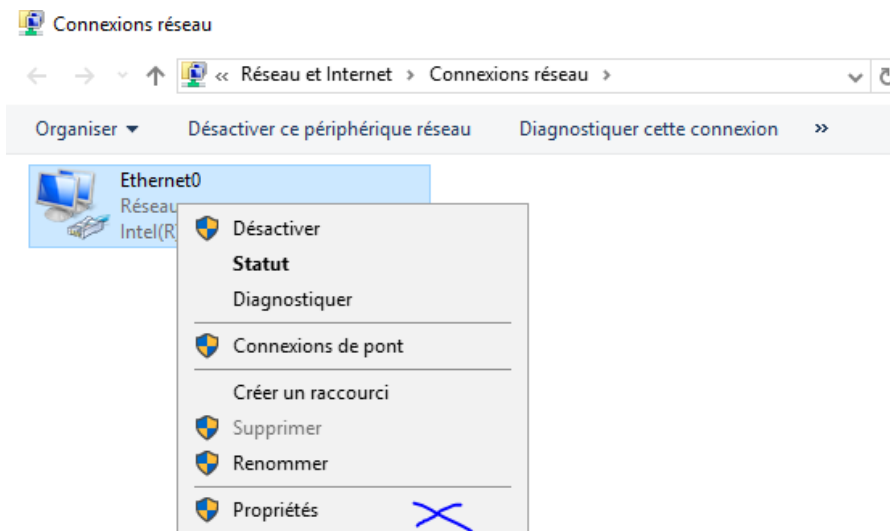 Connexions réseau
« Réseau et Internet > Connexions réseau >
Organiser Désactiver ce périphérique réseau Diagnostiquer cette connexion »
Ethernet0
Réseau
Intel(R)
Désactiver
Statut
Diagnostiquer
Connexions de pont
Créer un raccourci
Supprimer
Renommer
Propriétés